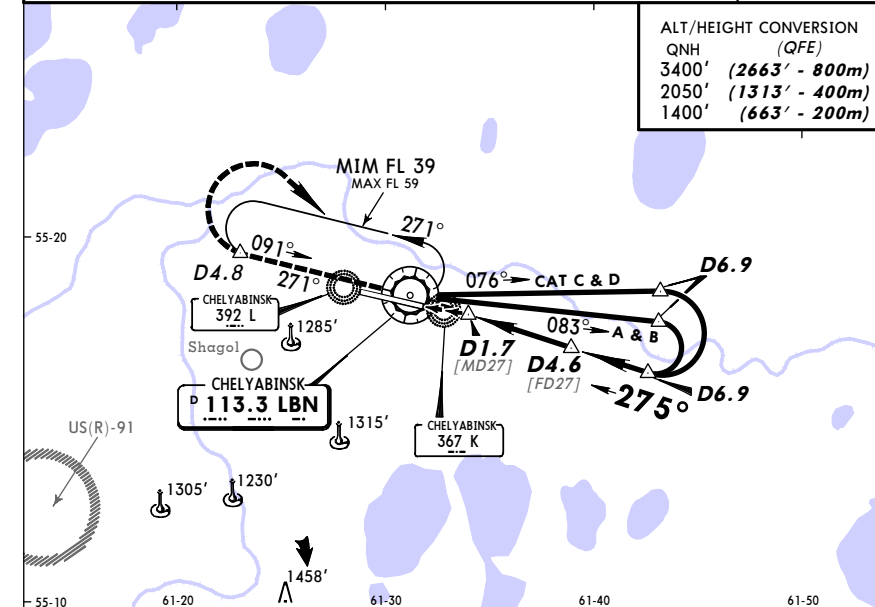 ALT/HEIGHT CONVERSION
QNH (QFE)
3400' (2663' - 800m)
2050' (1313' - 400m)
1400' (663' - 200m)
MIM FL 39
MAX FL 59
271°
55-20
091°
D4.8
271°
076° CAT C & D
D6.9
CHELYABINSK
392 L
083° A & B
1285'
Shagol
D1.7
[MD27]
D4.6
[FD27]
D6.9
275°
CHELYABINSK
D 113.3 LBN
CHELYABINSK
367 K
1315'
US(R)-91
1305'
1230'
1458'
55-10
61-20
61-30
61-40
61-50